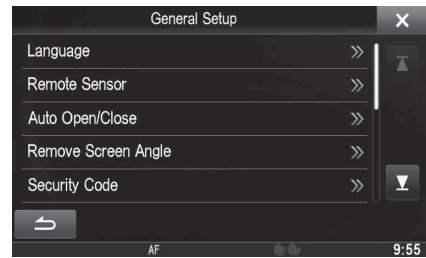 General Setup
Language
Remote Sensor
Auto Open/Close
Remove Screen Angle
Security Code
AF
9:55